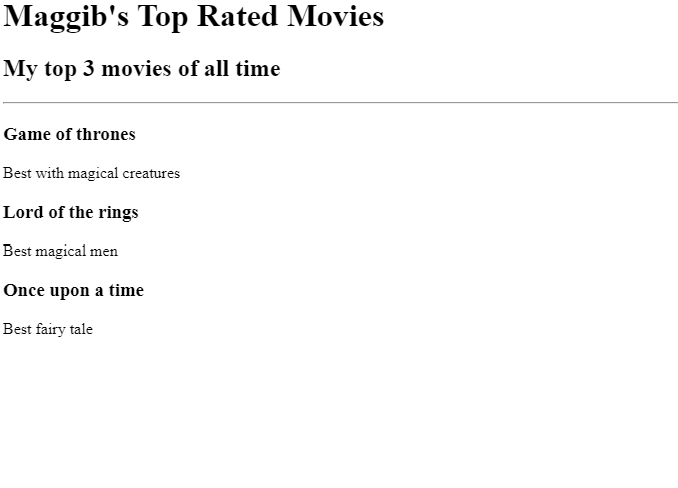 Maggib's Top Rated Movies
My top 3 movies of all time
Game of thrones
Best with magical creatures
Lord of the rings
Best magical men
Once upon a time
Best fairy tale